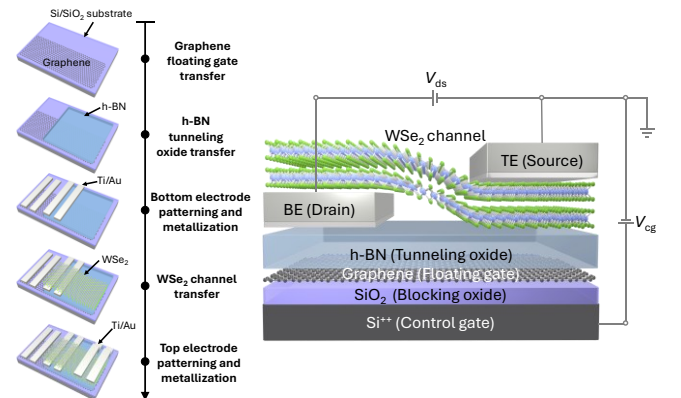 Si/SiO₂ substrate
Graphene
Graphene
floating gate
transfer
h-BN
h-BN
tunneling
oxide transfer
Ti/Au
Bottom electrode
patterning and
metallization
WSe₂
WSe₂ channel
transfer
Ti/Au
Top electrode
patterning and
metallization
V_ds
WSe₂ channel
TE (Source)
BE (Drain)
V_cg
h-BN (Tunneling oxide)
Graphene (Floating gate)
SiO₂ (Blocking oxide)
Si⁺⁺ (Control gate)